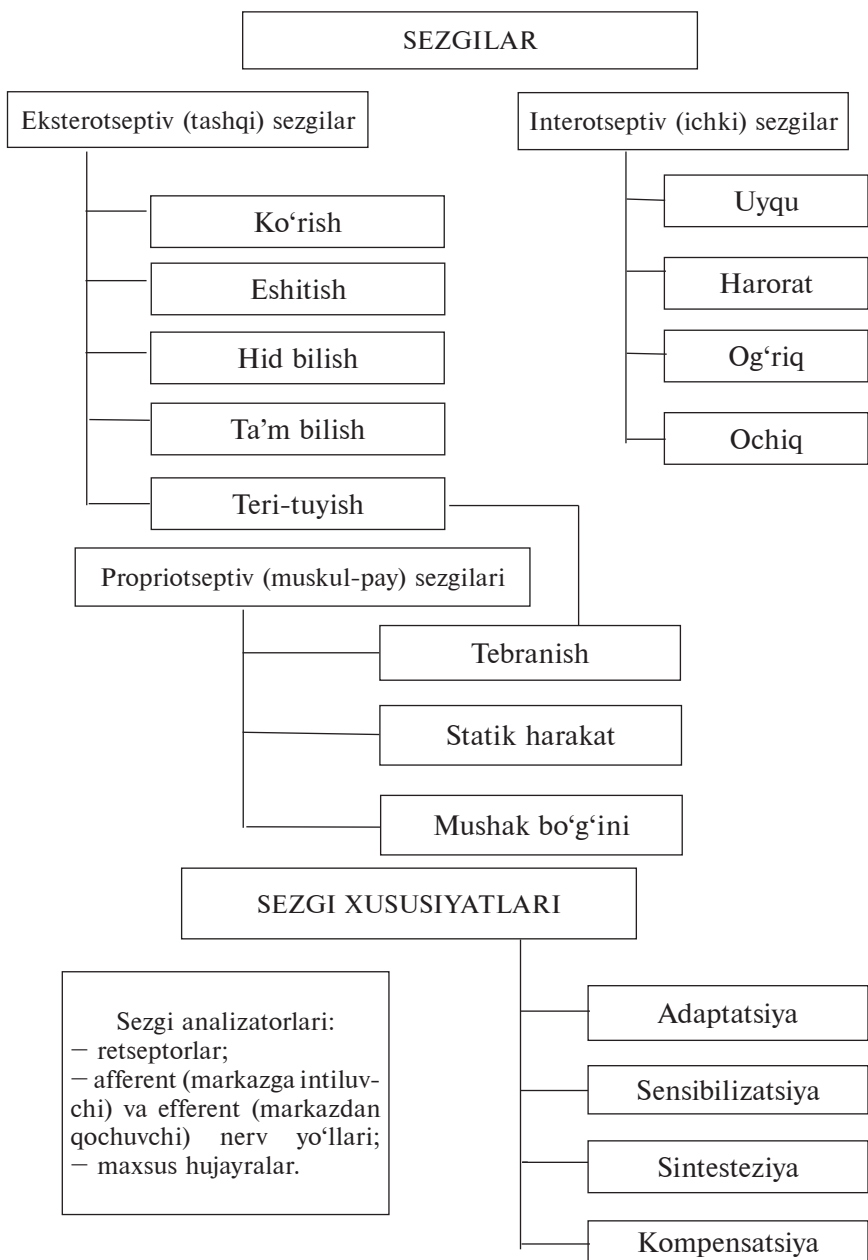 SEZGILAR
Eksterotseptiv (tashqi) sezgilar
Ko‘rish
Eshitish
Hid bilish
Ta’m bilish
Teri-tuyish
Interotseptiv (ichki) sezgilar
Uyqu
Harorat
Og‘riq
Ochiq
Propriotseptiv (muskul-pay) sezgilari
Tebranish
Statik harakat
Mushak bo‘g‘ini
SEZGI XUSUSIYATLARI
Sezgi analizatorlari:
— retseptorlar;
— afferent (markazga intiluv-
chi) va efferent (markazdan
qochuvchi) nerv yo‘llari;
— maxsus hujayralar.
Adaptatsiya
Sensibilizatsiya
Sintesteziya
Kompensatsiya